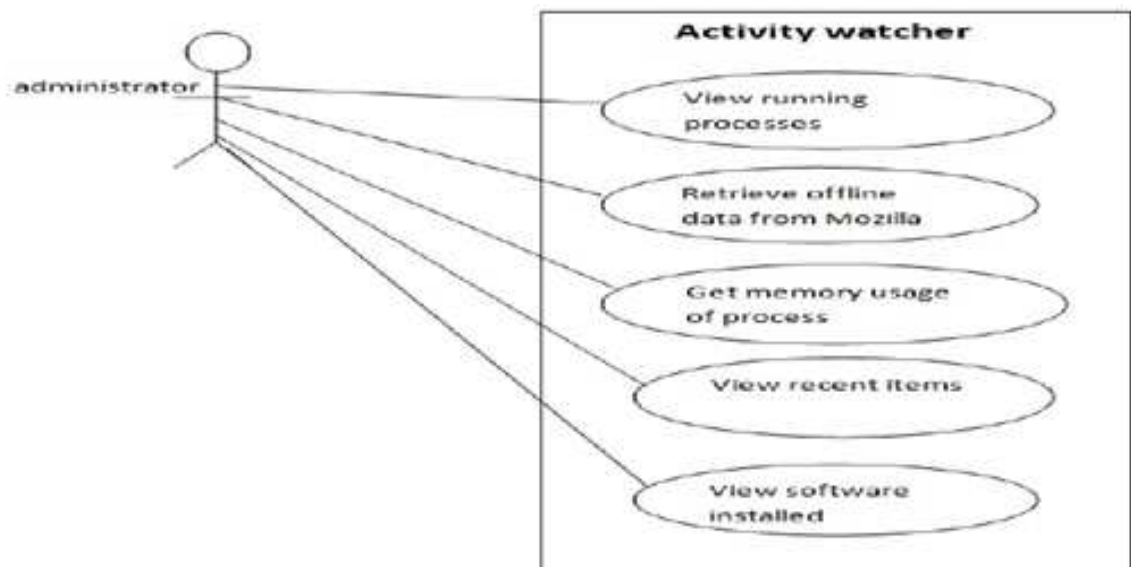 Activity watcher
administrator
View running
processes
Retrieve offline
data from Mozilla
Get memory usage
of process
View recent items
View software
installed